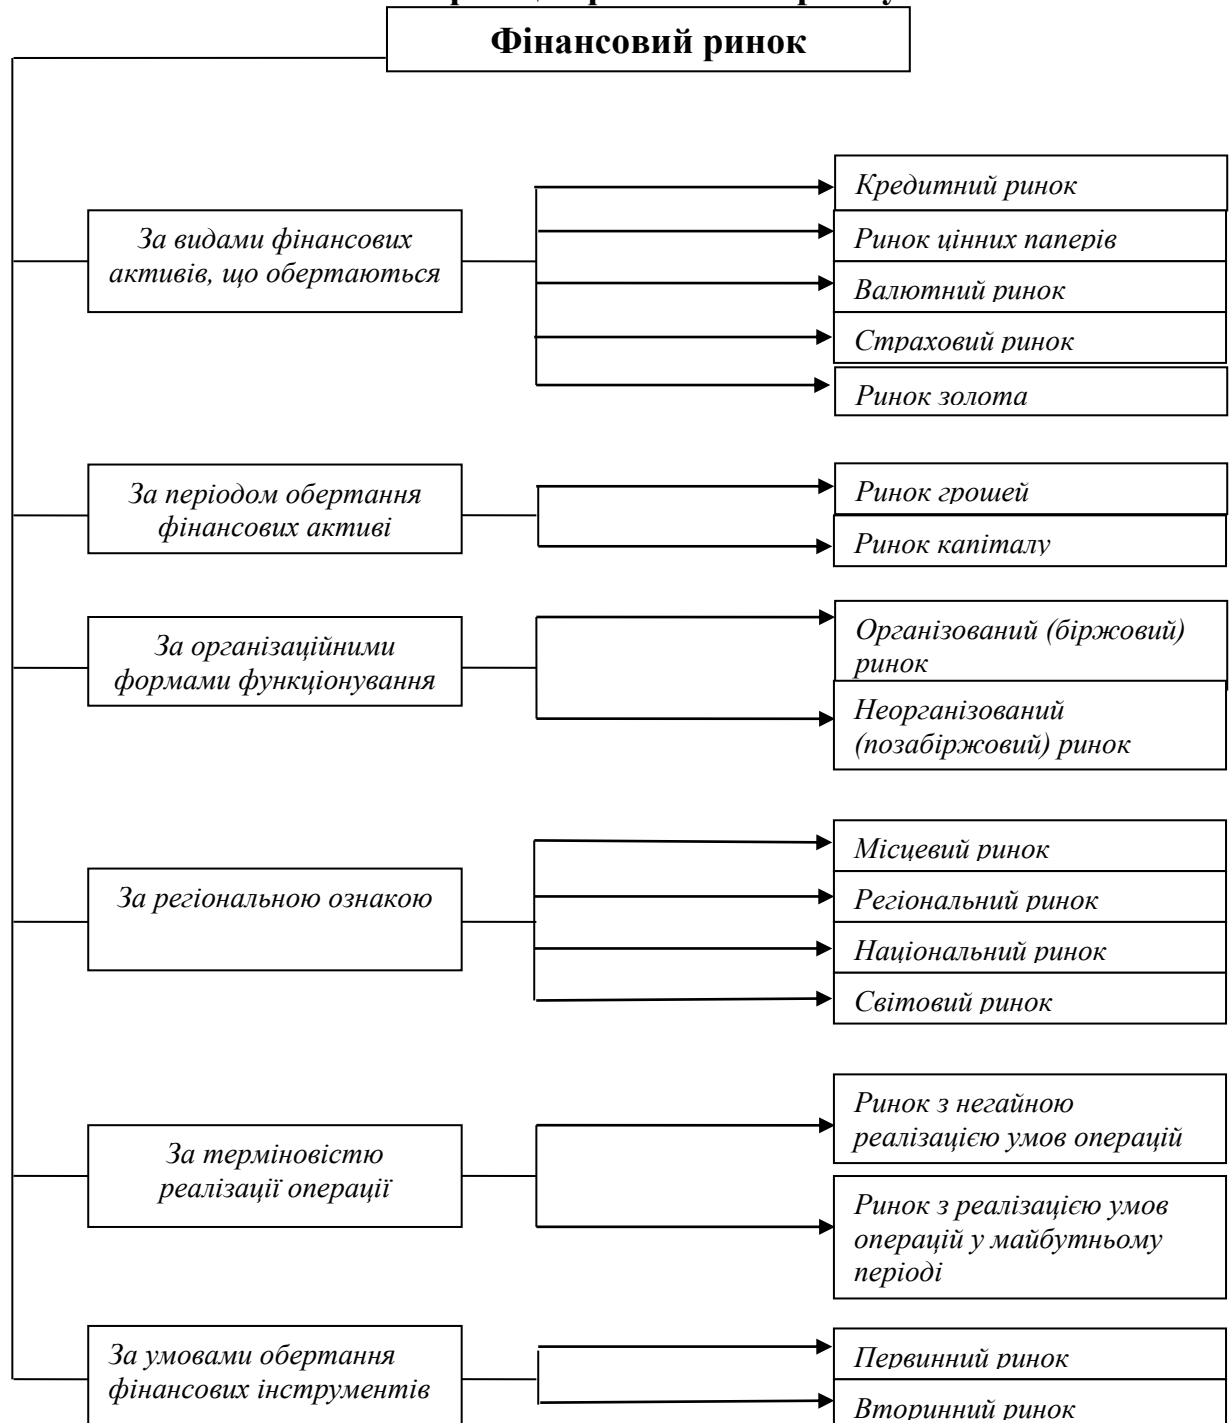 Фінансовий ринок
Кредитний ринок
За видами фінансових
активів, що обертаються
Ринок цінних паперів
Валютний ринок
Страховий ринок
Ринок золота
За періодом обертання
фінансових активі
Ринок грошей
Ринок капіталу
За організаційними
формами функціонування
Організований (біржовий)
ринок
Неорганізований
(позабіржовий) ринок
За регіональною ознакою
Місцевий ринок
Регіональний ринок
Національний ринок
Світовий ринок
За терміновістю
реалізації операції
Ринок з негайною
реалізацією умов операцій
Ринок з реалізацією умов
операцій у майбутньому
періоді
За умовами обертання
фінансових інструментів
Первинний ринок
Вторинний ринок